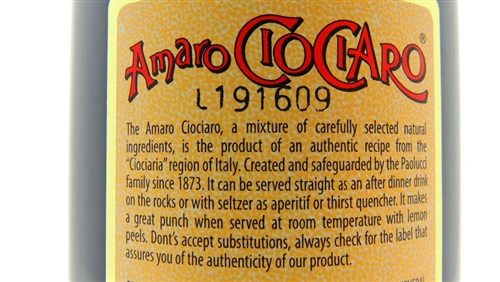 Amaro CIOCIARO®
L191609
The Amaro Ciociaro, a mixture of carefully selected natural
ingredients, is the product of an authentic recipe from the
"Ciociaria" region of Italy. Created and safeguarded by the Paolucci
family since 1873. It can be served straight as an after dinner drink
on the rocks or with seltzer as aperitif or thirst quencher. It makes
a great punch when served at room temperature with lemon
peels. Dont's accept substitutions, always check for the label that
assures you of the authenticity of our product.